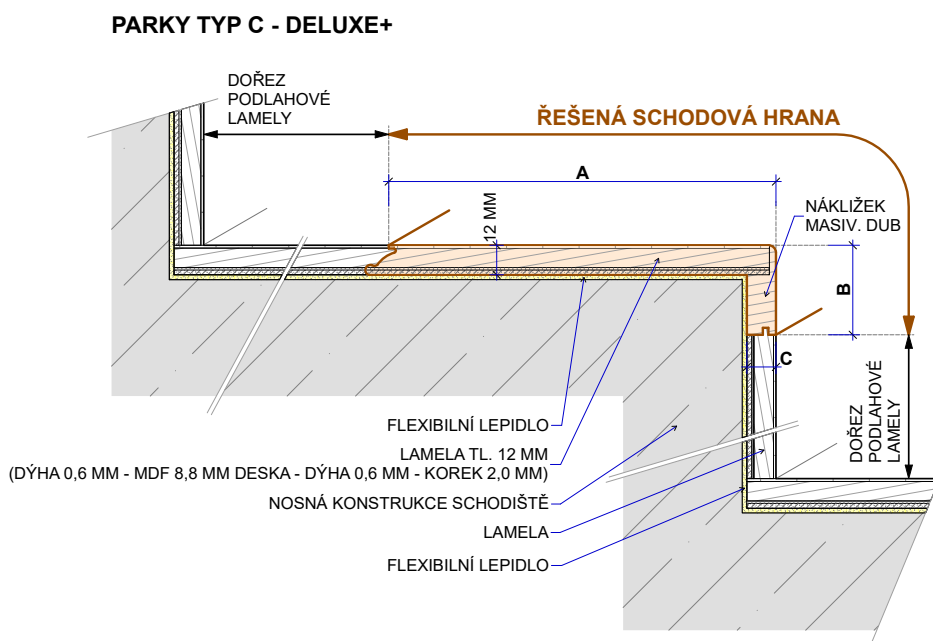 PARKY TYP C - DELUXE+
DOŘEZ
PODLAHOVÉ
LAMELY
ŘEŠENÁ SCHODOVÁ HRANA
A
12 MM
NÁKLIŽEK
MASIV. DUB
B
C
DOŘEZ
PODLAHOVÉ
LAMELY
FLEXIBILNÍ LEPIDLO
LAMELA TL. 12 MM
(DÝHA 0,6 MM - MDF 8,8 MM DESKA - DÝHA 0,6 MM - KOREK 2,0 MM)
NOSNÁ KONSTRUKCE SCHODIŠTĚ
LAMELA
FLEXIBILNÍ LEPIDLO